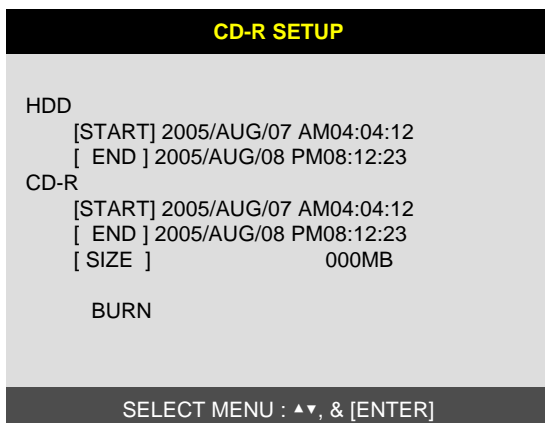 CD-R SETUP
HDD
[START] 2005/AUG/07 AM04:04:12
[ END ] 2005/AUG/08 PM08:12:23
CD-R
[START] 2005/AUG/07 AM04:04:12
[ END ] 2005/AUG/08 PM08:12:23
[ SIZE ] 000MB
BURN
SELECT MENU : ▲▼, & [ENTER]